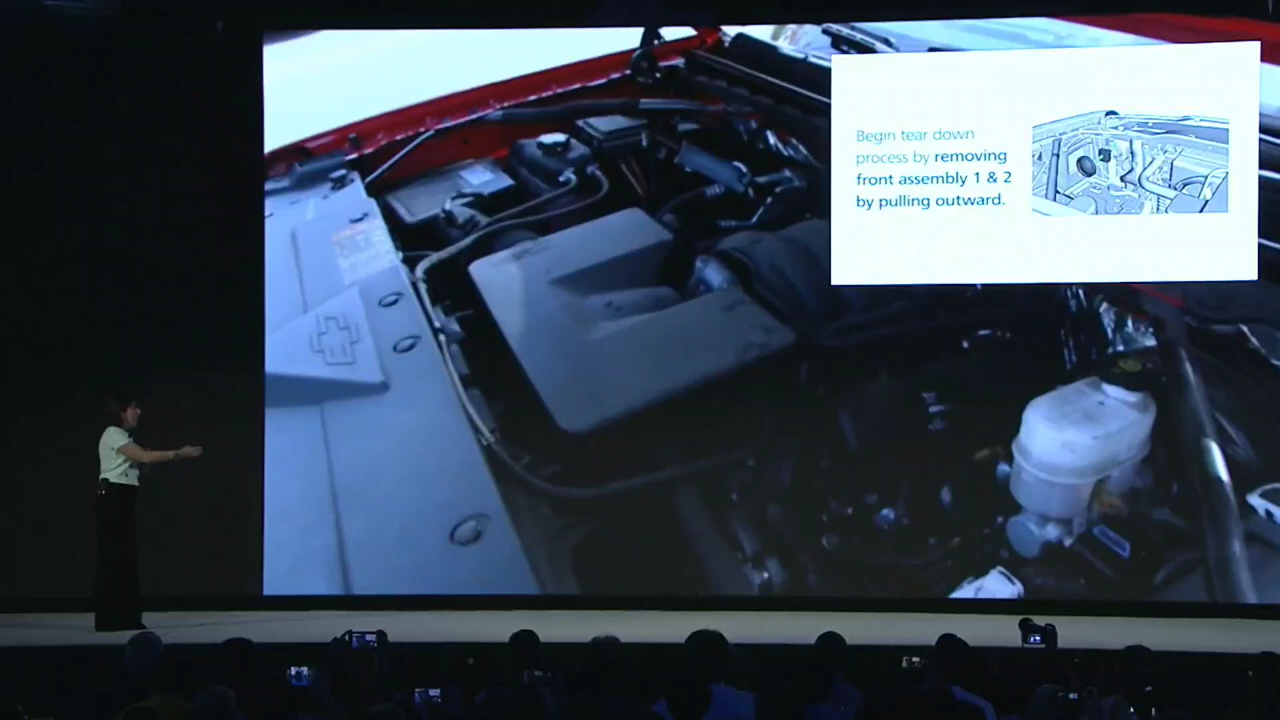 Begin tear down
process by removing
front assembly 1 & 2
by pulling outward.